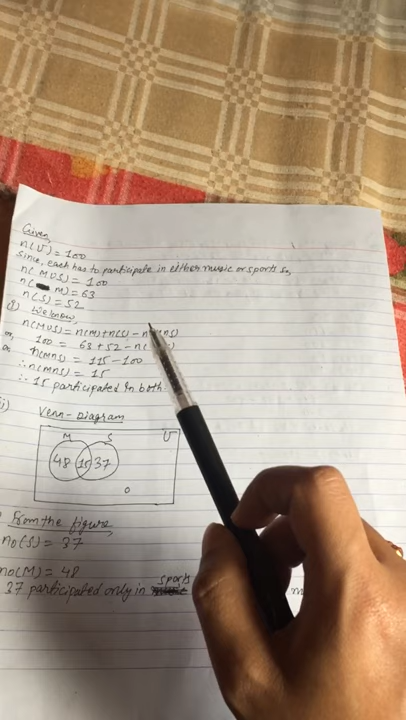 Given,
n(U) = 100
Since, each has to participate in either music or sports so,
n(MUS) = 100
n(M) = 63
n(S) = 52
We know,
n(MUS) = n(M)+n(S) - n(M∩S)
or, 100 = 63 + 52 - n(
or n(M∩S) = 115 - 100
∴ n(M∩S) = 15
∴ 15 participated in both.
ii) Venn-Diagram
M S U
48 15 37
0
From the figure,
no(S) = 37
no(M) = 48
37 participated only in sports m